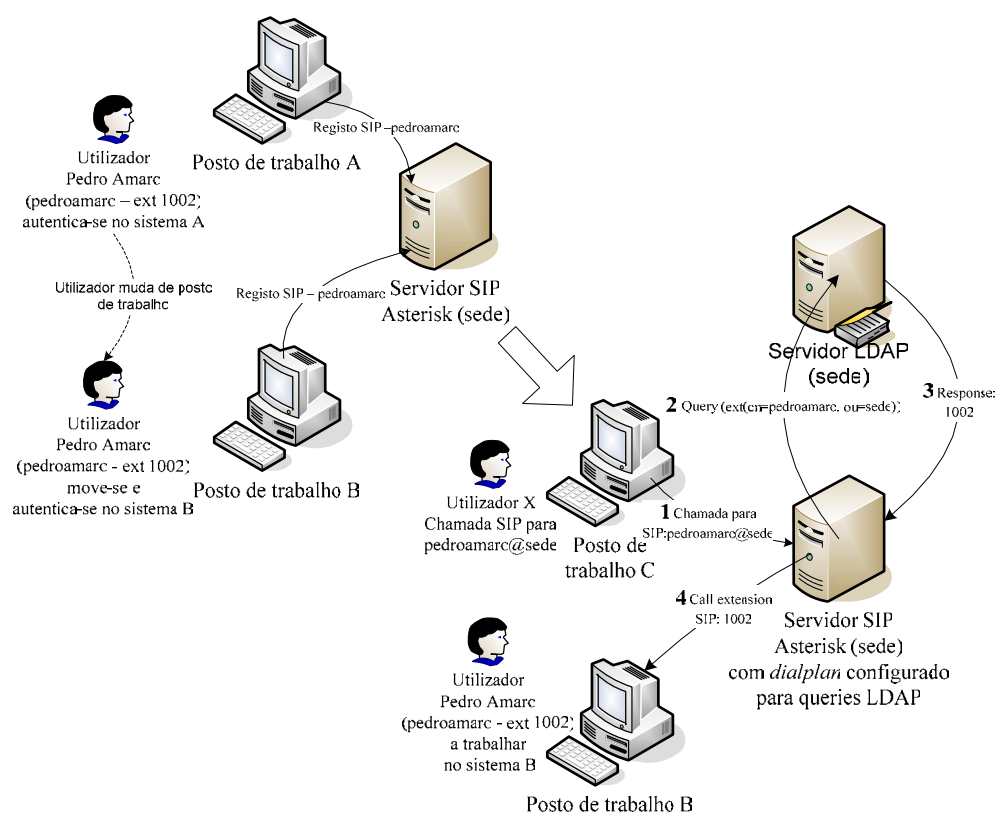 Registo SIP –pedroamarc
Posto de trabalho A
Utilizador
Pedro Amarc
(pedroamarc – ext 1002)
autentica-se no sistema A
Utilizador muda de posto
de trabalho
Registo SIP – pedroamarc
Servidor SIP
Asterisk (sede)
Utilizador
Pedro Amarc
(pedroamarc - ext 1002)
move-se e
autentica-se no sistema B
Posto de trabalho B
Servidor LDAP
(sede)
2 Query (ext(cn=pedroamarc, ou=sede))
3 Response:
1002
Utilizador X
Chamada SIP para
pedroamarc@sede
Posto de
trabalho C
1 Chamada para
SIP:pedroamarc@sede
4 Call extension
SIP: 1002
Servidor SIP
Asterisk (sede)
com dialplan configurado
para queries LDAP
Utilizador
Pedro Amarc
(pedroamarc - ext 1002)
a trabalhar
no sistema B
Posto de trabalho B